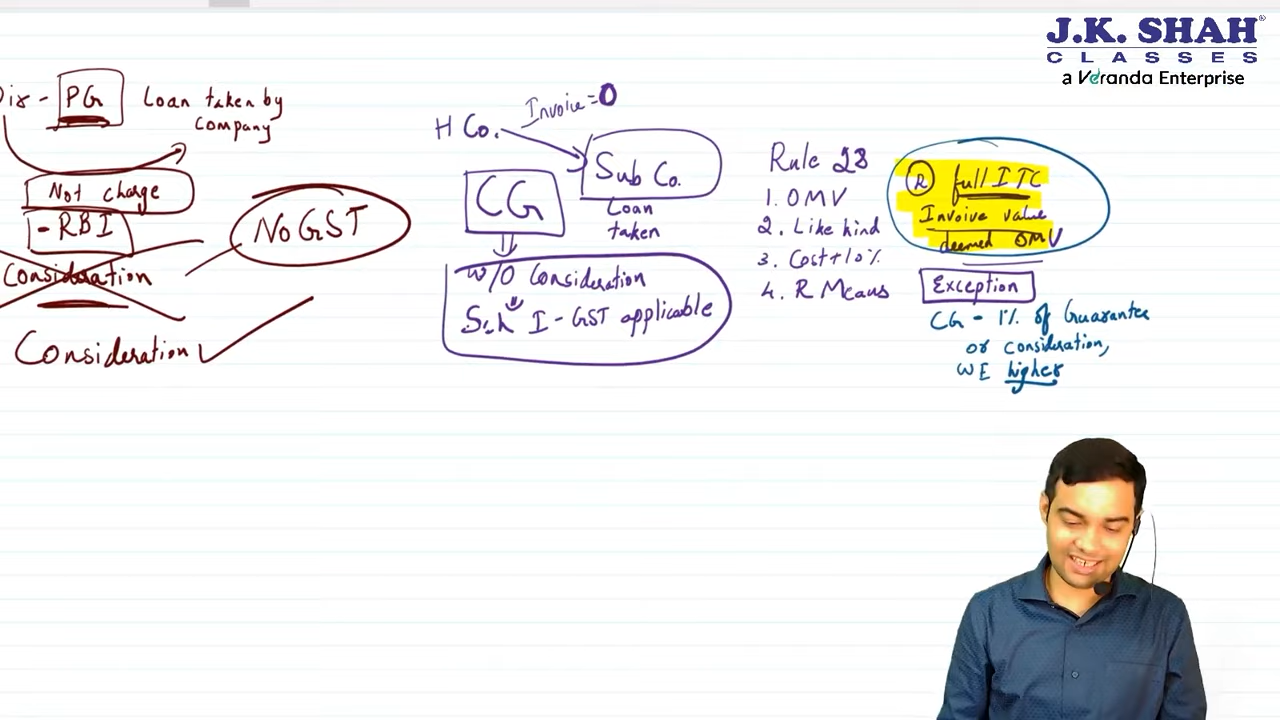 J.K. SHAH®
CLASSES
a Veranda Enterprise
Dir - PG Loan taken by
Company
Not charge
- RBI
Consideration
Consideration
No GST
H Co.
Invoice = 0
Sub Co.
Loan
taken
CG
W/O Consideration
Sch I - GST applicable
Rule 28
1. OMV
2. Like kind
3. Cost+10%
4. R Means
R full ITC
Invoive value
deemed OMV
Exception
CG - 1% of Guarantee
or consideration,
WE higher